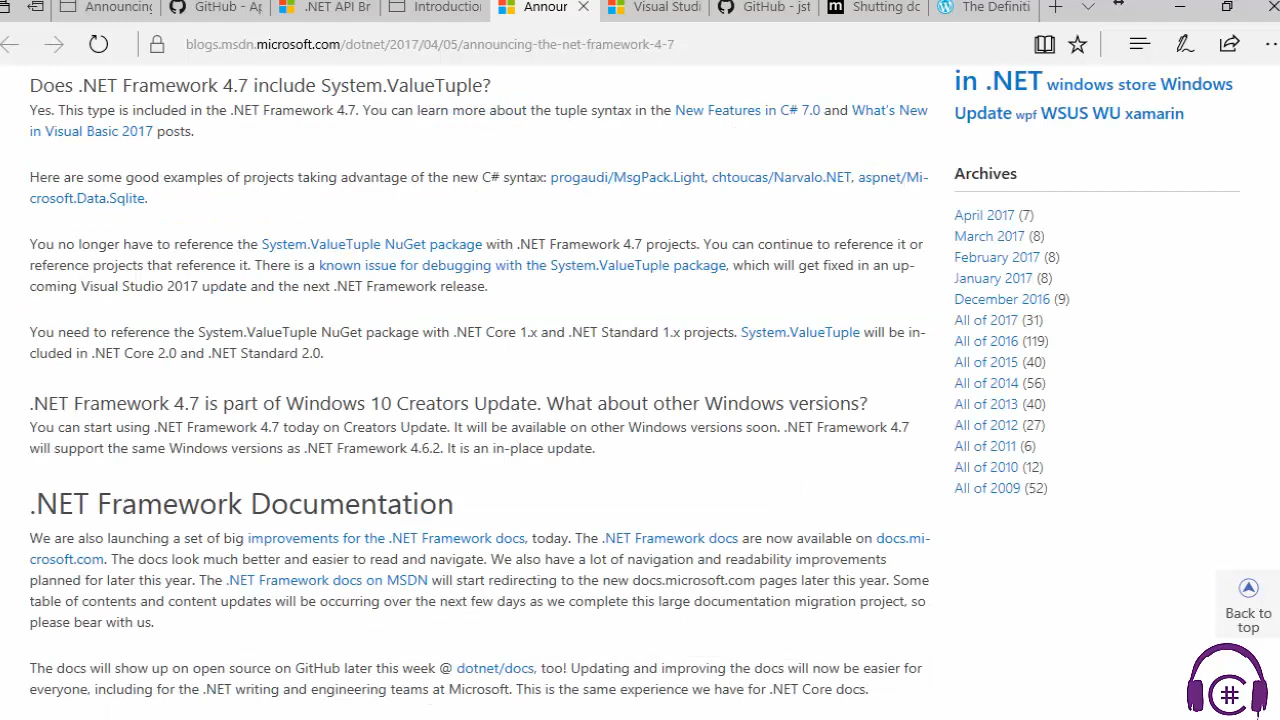 Announcing
GitHub - Ap
.NET API Br
Introduction
Annour
Visual Studi
GitHub - jst
Shutting dc
The Definiti
blogs.msdn.microsoft.com/dotnet/2017/04/05/announcing-the-net-framework-4-7
Does .NET Framework 4.7 include System.ValueTuple?
Yes. This type is included in the .NET Framework 4.7. You can learn more about the tuple syntax in the New Features in C# 7.0 and What's New
in Visual Basic 2017 posts.
Here are some good examples of projects taking advantage of the new C# syntax: progaudi/MsgPack.Light, chtoucas/Narvalo.NET, aspnet/Mi-
crosoft.Data.Sqlite.
You no longer have to reference the System.ValueTuple NuGet package with .NET Framework 4.7 projects. You can continue to reference it or
reference projects that reference it. There is a known issue for debugging with the System.ValueTuple package, which will get fixed in an up-
coming Visual Studio 2017 update and the next .NET Framework release.
You need to reference the System.ValueTuple NuGet package with .NET Core 1.x and .NET Standard 1.x projects. System.ValueTuple will be in-
cluded in .NET Core 2.0 and .NET Standard 2.0.
.NET Framework 4.7 is part of Windows 10 Creators Update. What about other Windows versions?
You can start using .NET Framework 4.7 today on Creators Update. It will be available on other Windows versions soon. .NET Framework 4.7
will support the same Windows versions as .NET Framework 4.6.2. It is an in-place update.
.NET Framework Documentation
We are also launching a set of big improvements for the .NET Framework docs, today. The .NET Framework docs are now available on docs.mi-
crosoft.com. The docs look much better and easier to read and navigate. We also have a lot of navigation and readability improvements
planned for later this year. The .NET Framework docs on MSDN will start redirecting to the new docs.microsoft.com pages later this year. Some
table of contents and content updates will be occurring over the next few days as we complete this large documentation migration project, so
please bear with us.
The docs will show up on open source on GitHub later this week @ dotnet/docs, too! Updating and improving the docs will now be easier for
everyone, including for the .NET writing and engineering teams at Microsoft. This is the same experience we have for .NET Core docs.
in .NET windows store Windows
Update wpf WSUS WU xamarin
Archives
April 2017 (7)
March 2017 (8)
February 2017 (8)
January 2017 (8)
December 2016 (9)
All of 2017 (31)
All of 2016 (119)
All of 2015 (40)
All of 2014 (56)
All of 2013 (40)
All of 2012 (27)
All of 2011 (6)
All of 2010 (12)
All of 2009 (52)
Back to
top
#